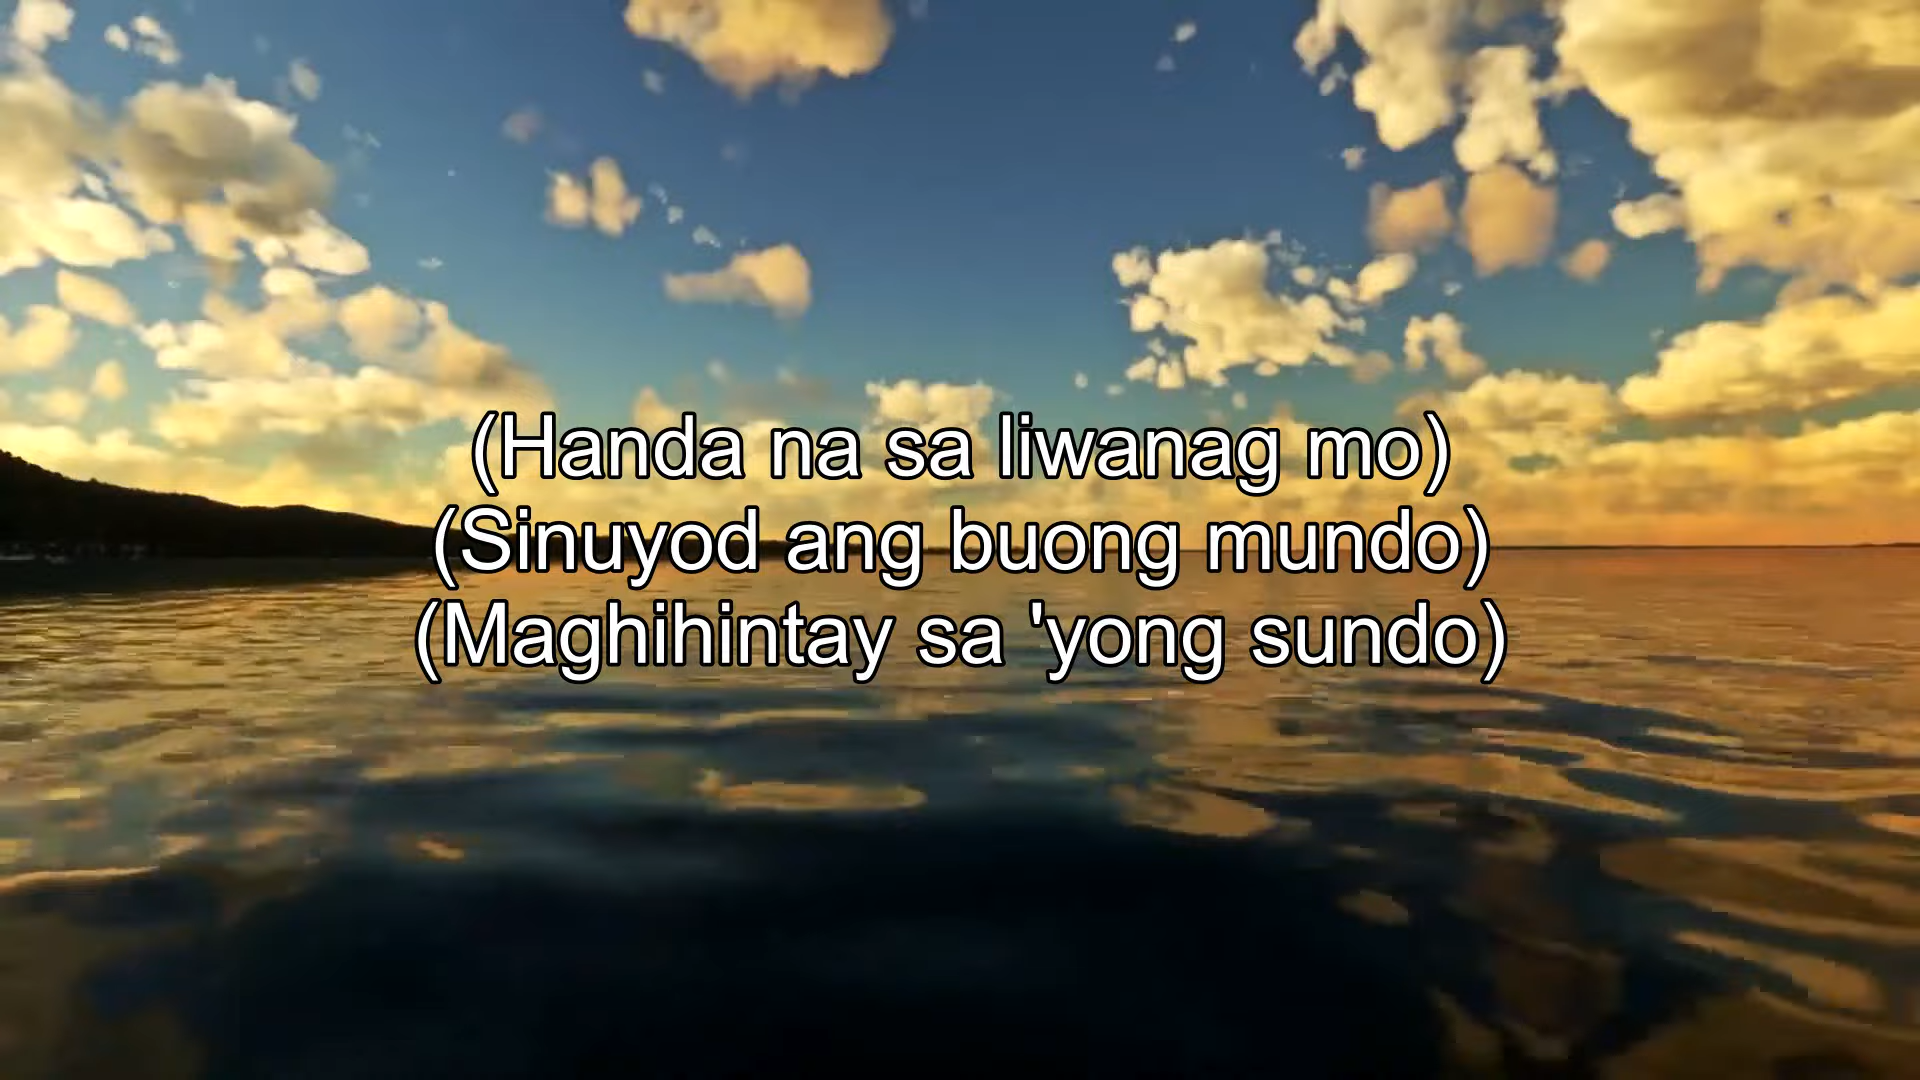 (Handa na sa liwanag mo)
(Sinuyod ang buong mundo)
(Maghihintay sa 'yong sundo)